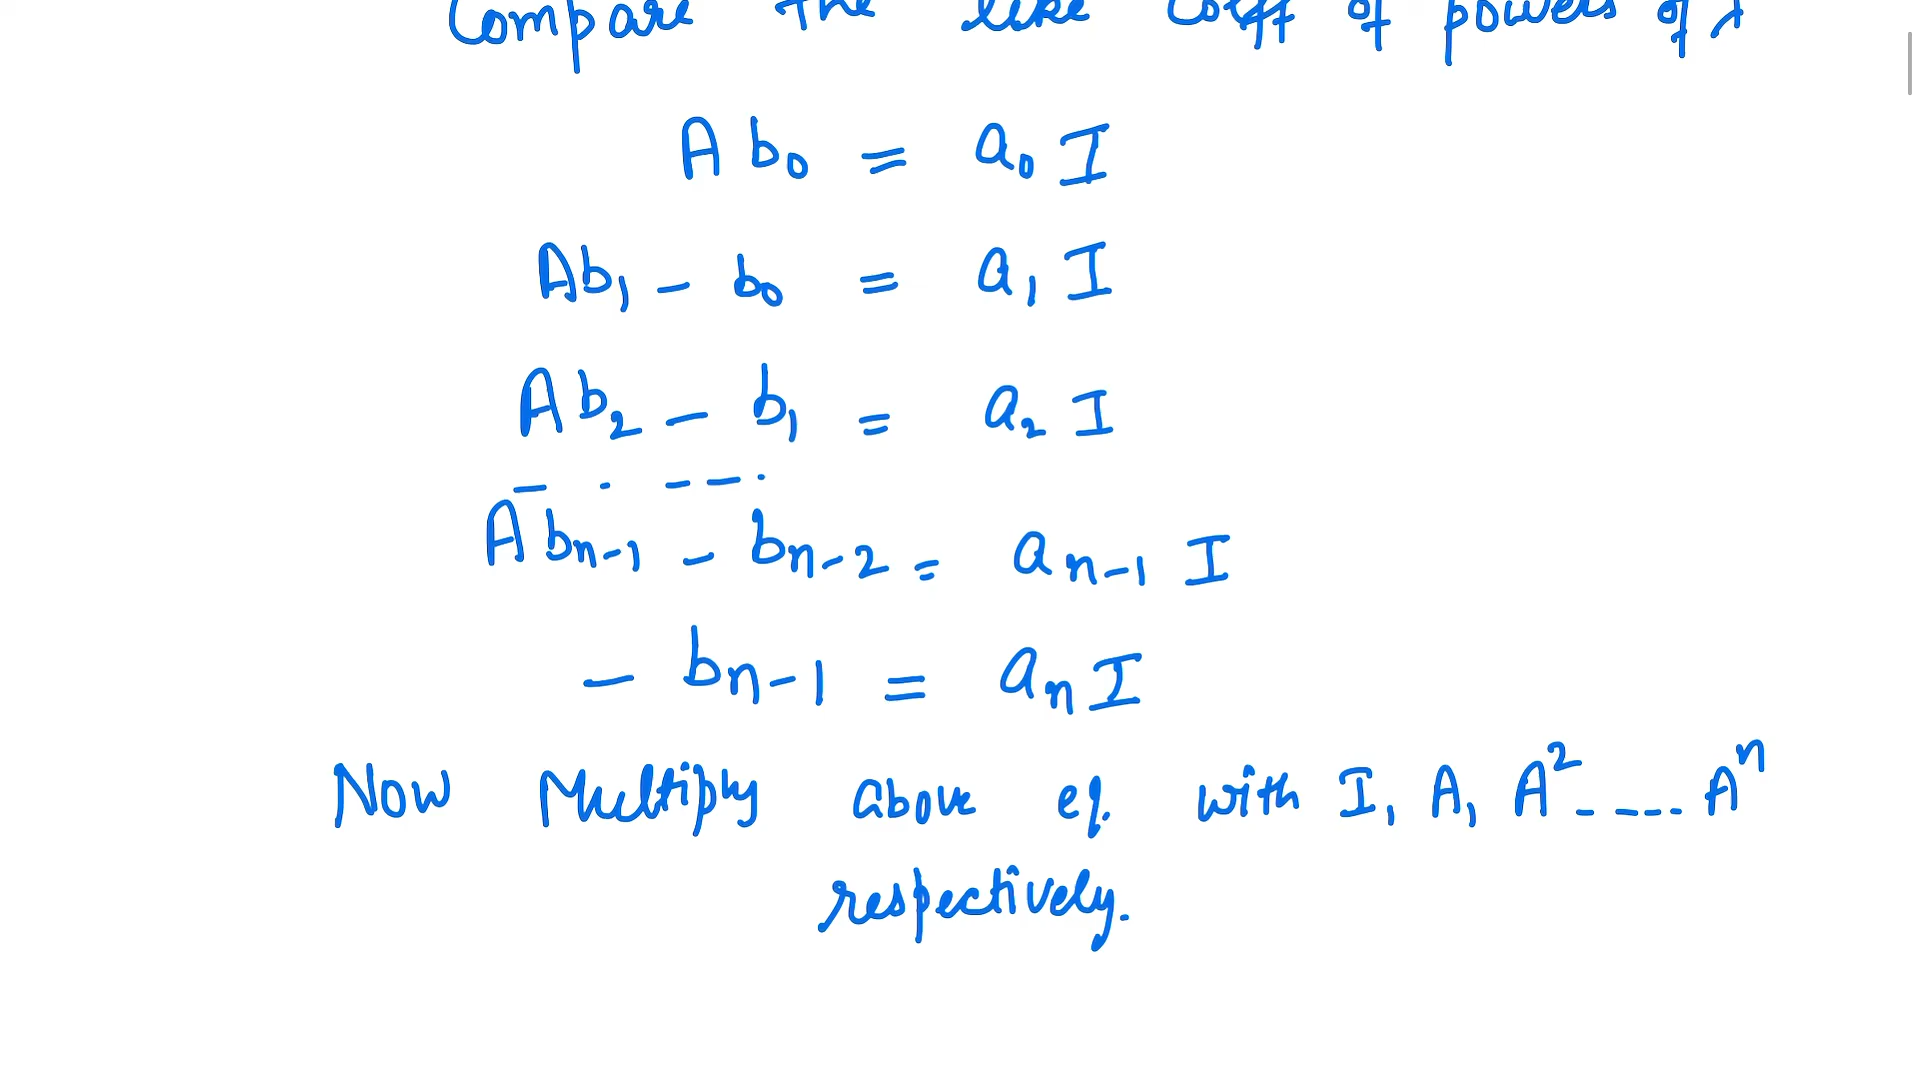 Compare the like coeff of powers of λ
A b₀ = a₀ I
Ab₁ - b₀ = a₁ I
Ab₂ - b₁ = a₂ I
- . - - .
A bₙ₋₁ - bₙ₋₂ = aₙ₋₁ I
- bₙ₋₁ = aₙ I
Now Multiply above eq. with I, A, A² - - - - Aⁿ
respectively.